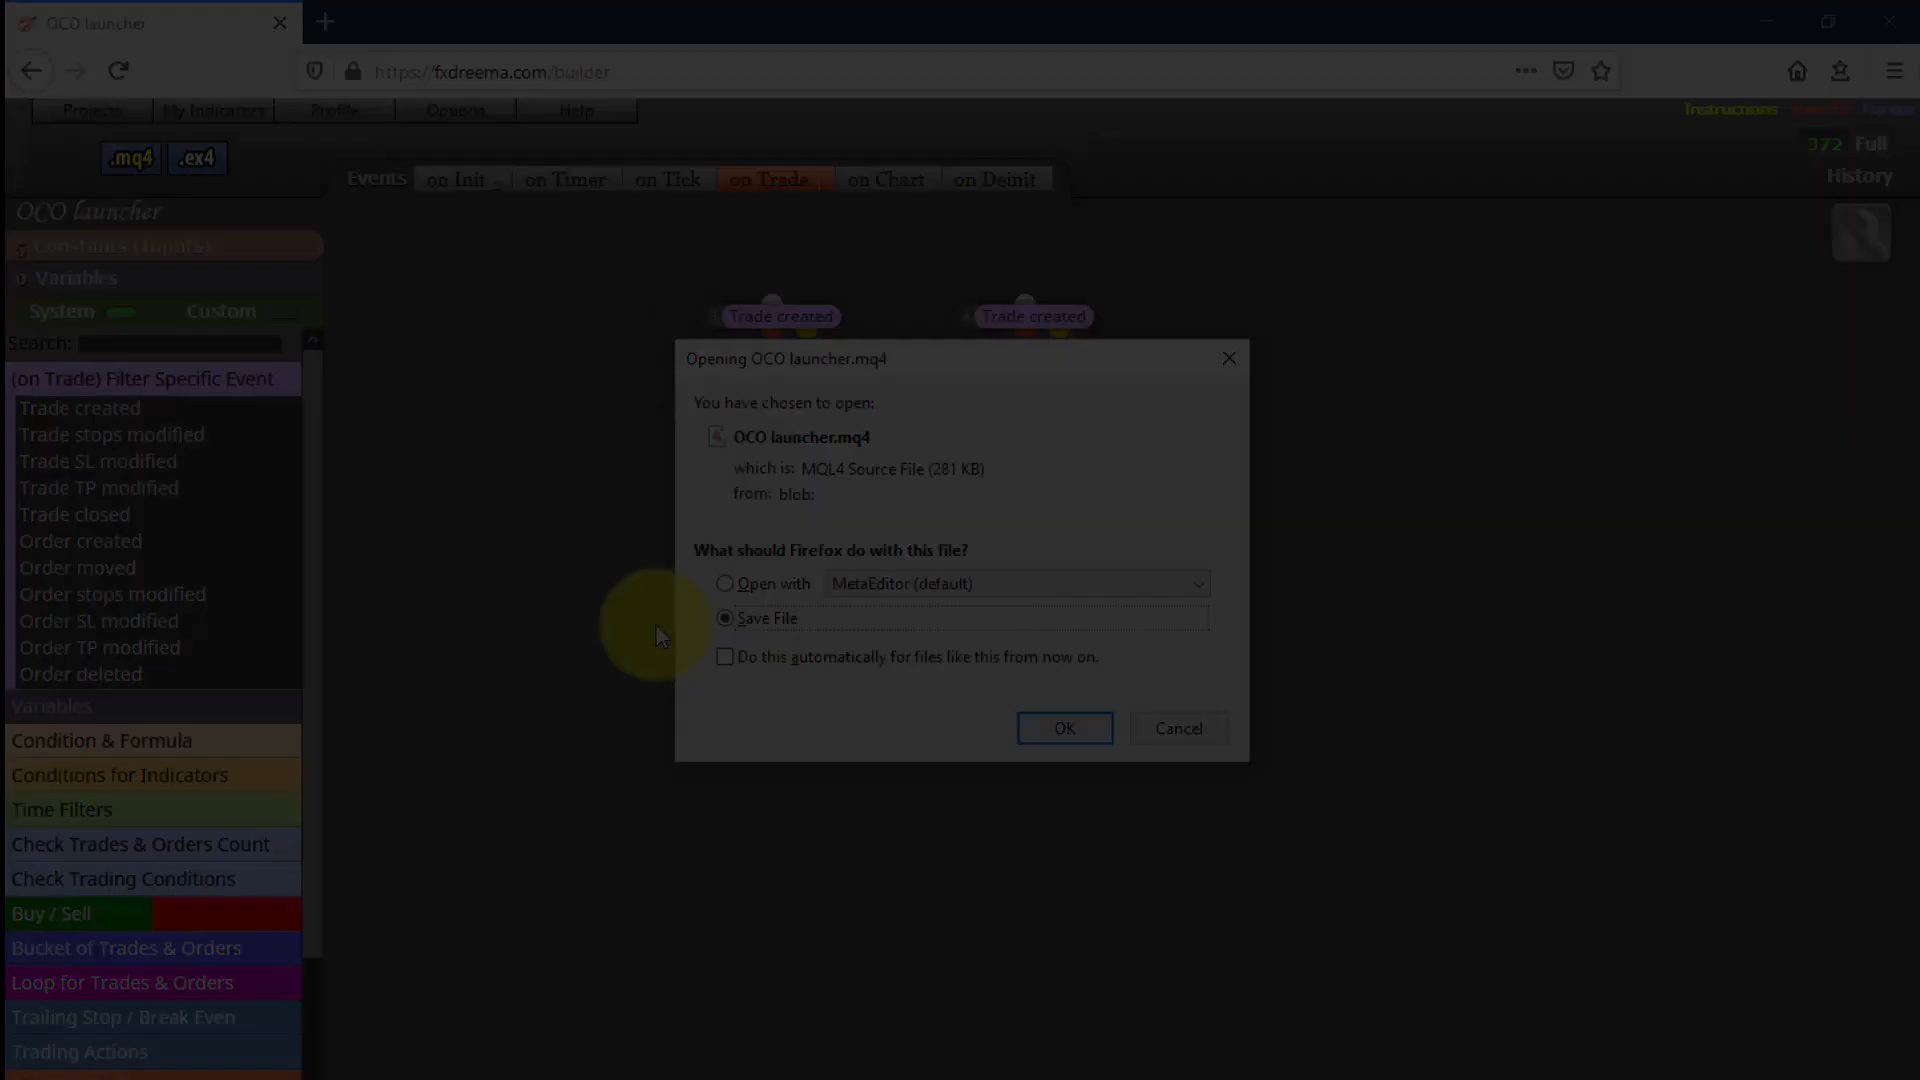 OCO launcher
https://fxdreema.com/builder
Projects
My Indicators
Profile
Options
Help
Instructions
.mq4
.ex4
372 Full
History
Events
on Init
on Timer
on Tick
on Trade
on Chart
on Deinit
OCO launcher
Constants (Inputs)
Variables
System
Custom
Search:
(on Trade) Filter Specific Event
Trade created
Trade stops modified
Trade SL modified
Trade TP modified
Trade closed
Order created
Order moved
Order stops modified
Order SL modified
Order TP modified
Order deleted
Variables
Condition & Formula
Conditions for Indicators
Time Filters
Check Trades & Orders Count
Check Trading Conditions
Buy / Sell
Bucket of Trades & Orders
Loop for Trades & Orders
Trailing Stop / Break Even
Trading Actions
Trade created
Trade created
Opening OCO launcher.mq4
You have chosen to open:
OCO launcher.mq4
which is: MQL4 Source File (281 KB)
from: blob:
What should Firefox do with this file?
Open with
MetaEditor (default)
Save File
Do this automatically for files like this from now on.
OK
Cancel